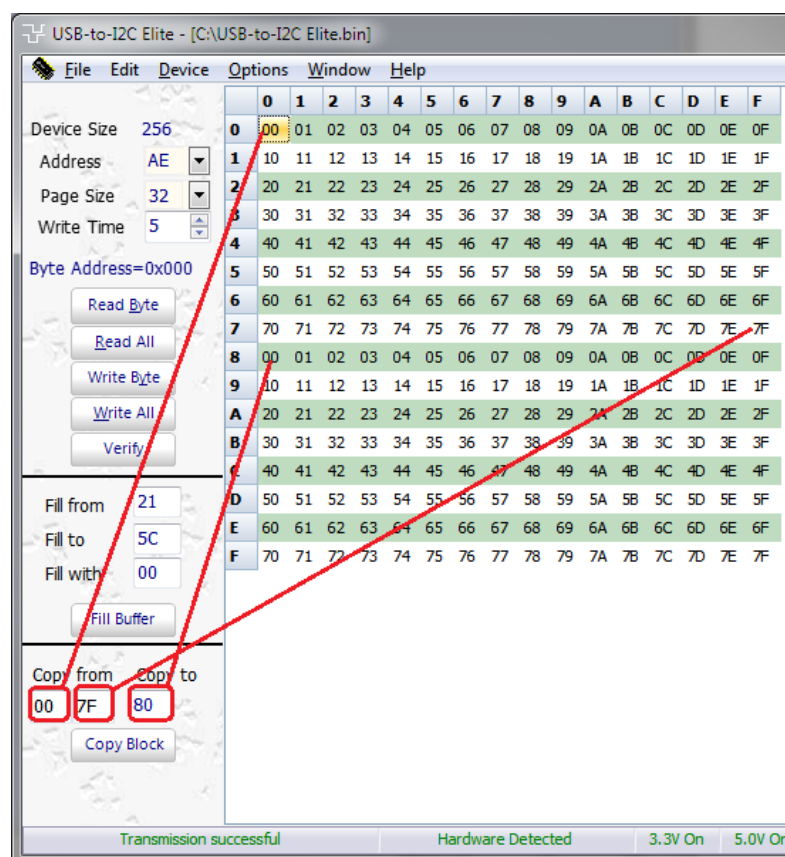 USB-to-I2C Elite - [C:\USB-to-I2C Elite.bin]
File Edit Device Options Window Help
0 1 2 3 4 5 6 7 8 9 A B C D E F
Device Size 256
Address AE
Page Size 32
Write Time 5
Byte Address=0x000
Read Byte
Read All
Write Byte
Write All
Verify
Fill from 21
Fill to 5C
Fill with 00
Fill Buffer
Copy from Copy to
00 7F 80
Copy Block
0 00 01 02 03 04 05 06 07 08 09 0A 0B 0C 0D 0E 0F
1 10 11 12 13 14 15 16 17 18 19 1A 1B 1C 1D 1E 1F
2 20 21 22 23 24 25 26 27 28 29 2A 2B 2C 2D 2E 2F
3 30 31 32 33 34 35 36 37 38 39 3A 3B 3C 3D 3E 3F
4 40 41 42 43 44 45 46 47 48 49 4A 4B 4C 4D 4E 4F
5 50 51 52 53 54 55 56 57 58 59 5A 5B 5C 5D 5E 5F
6 60 61 62 63 64 65 66 67 68 69 6A 6B 6C 6D 6E 6F
7 70 71 72 73 74 75 76 77 78 79 7A 7B 7C 7D 7E 7F
8 00 01 02 03 04 05 06 07 08 09 0A 0B 0C 0D 0E 0F
9 10 11 12 13 14 15 16 17 18 19 1A 1B 1C 1D 1E 1F
A 20 21 22 23 24 25 26 27 28 29 2A 2B 2C 2D 2E 2F
B 30 31 32 33 34 35 36 37 38 39 3A 3B 3C 3D 3E 3F
C 40 41 42 43 44 45 46 47 48 49 4A 4B 4C 4D 4E 4F
D 50 51 52 53 54 55 56 57 58 59 5A 5B 5C 5D 5E 5F
E 60 61 62 63 64 65 66 67 68 69 6A 6B 6C 6D 6E 6F
F 70 71 72 73 74 75 76 77 78 79 7A 7B 7C 7D 7E 7F
Transmission successful Hardware Detected 3.3V On 5.0V On